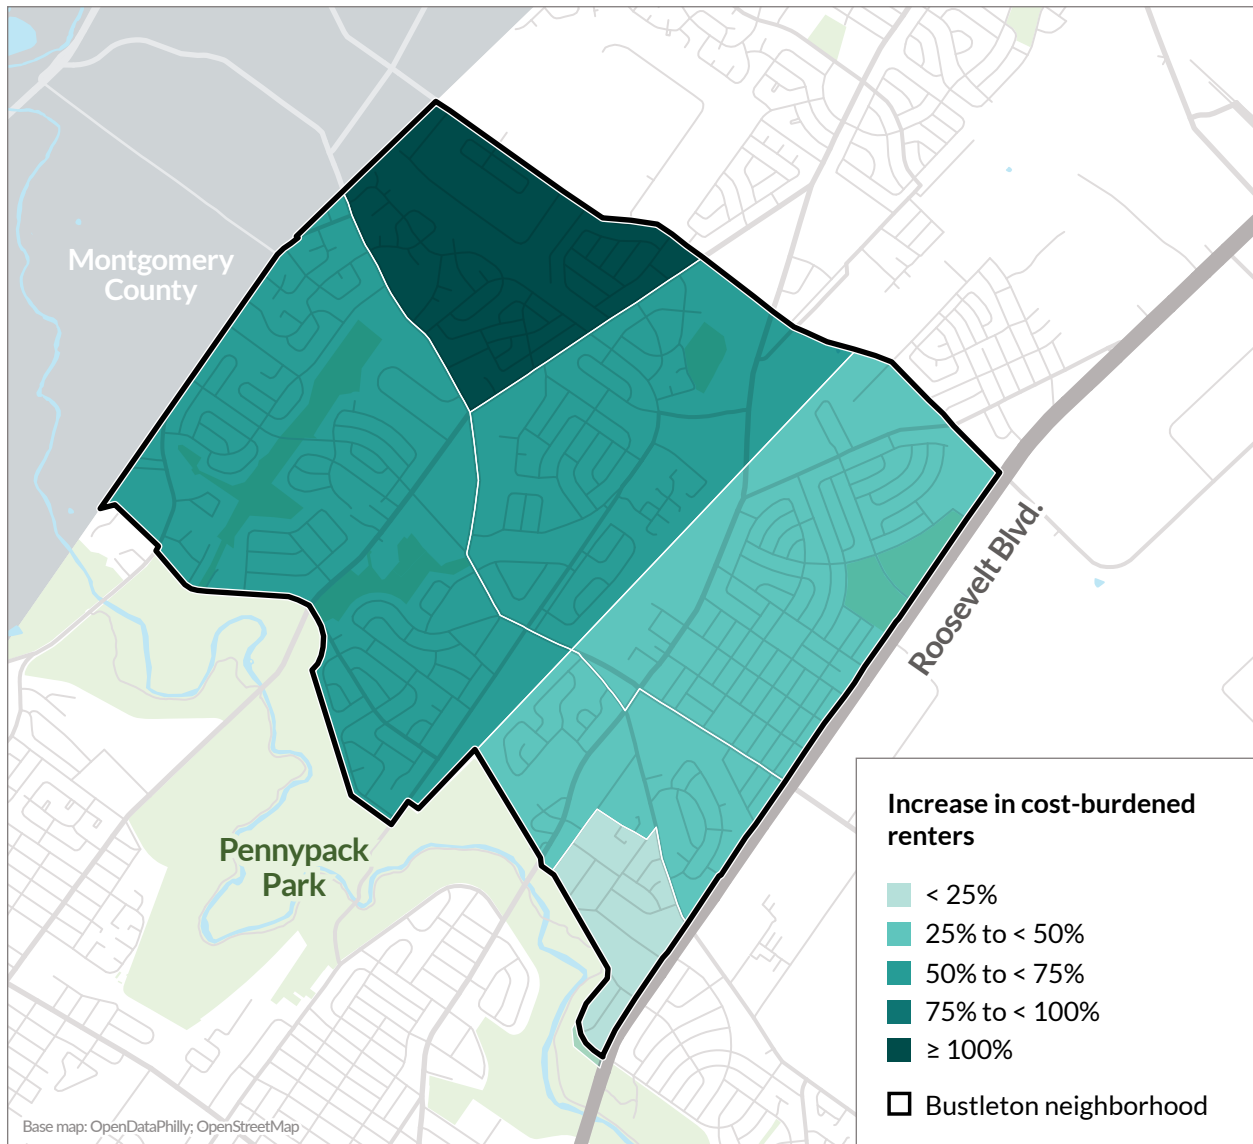 Montgomery
County
Roosevelt Blvd.
Pennypack
Park
Increase in cost-burdened
renters
< 25%
25% to < 50%
50% to < 75%
75% to < 100%
≥ 100%
Bustleton neighborhood
Base map: OpenDataPhilly; OpenStreetMap